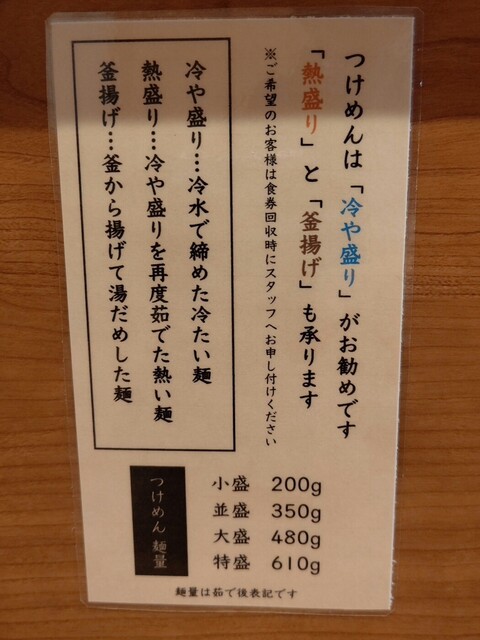 つけめんは「冷や盛り」がお勧めです
「熱盛り」と「釜揚げ」も承ります
※ご希望のお客様は食券回収時にスタッフへお申し付けください
冷や盛り…冷水で締めた冷たい麺
熱盛り…冷や盛りを再度茹でた熱い麺
釜揚げ…釜から揚げて湯だめした麺
つけめん 麺量
小盛 200g
並盛 350g
大盛 480g
特盛 610g
麺量は茹で後表記です